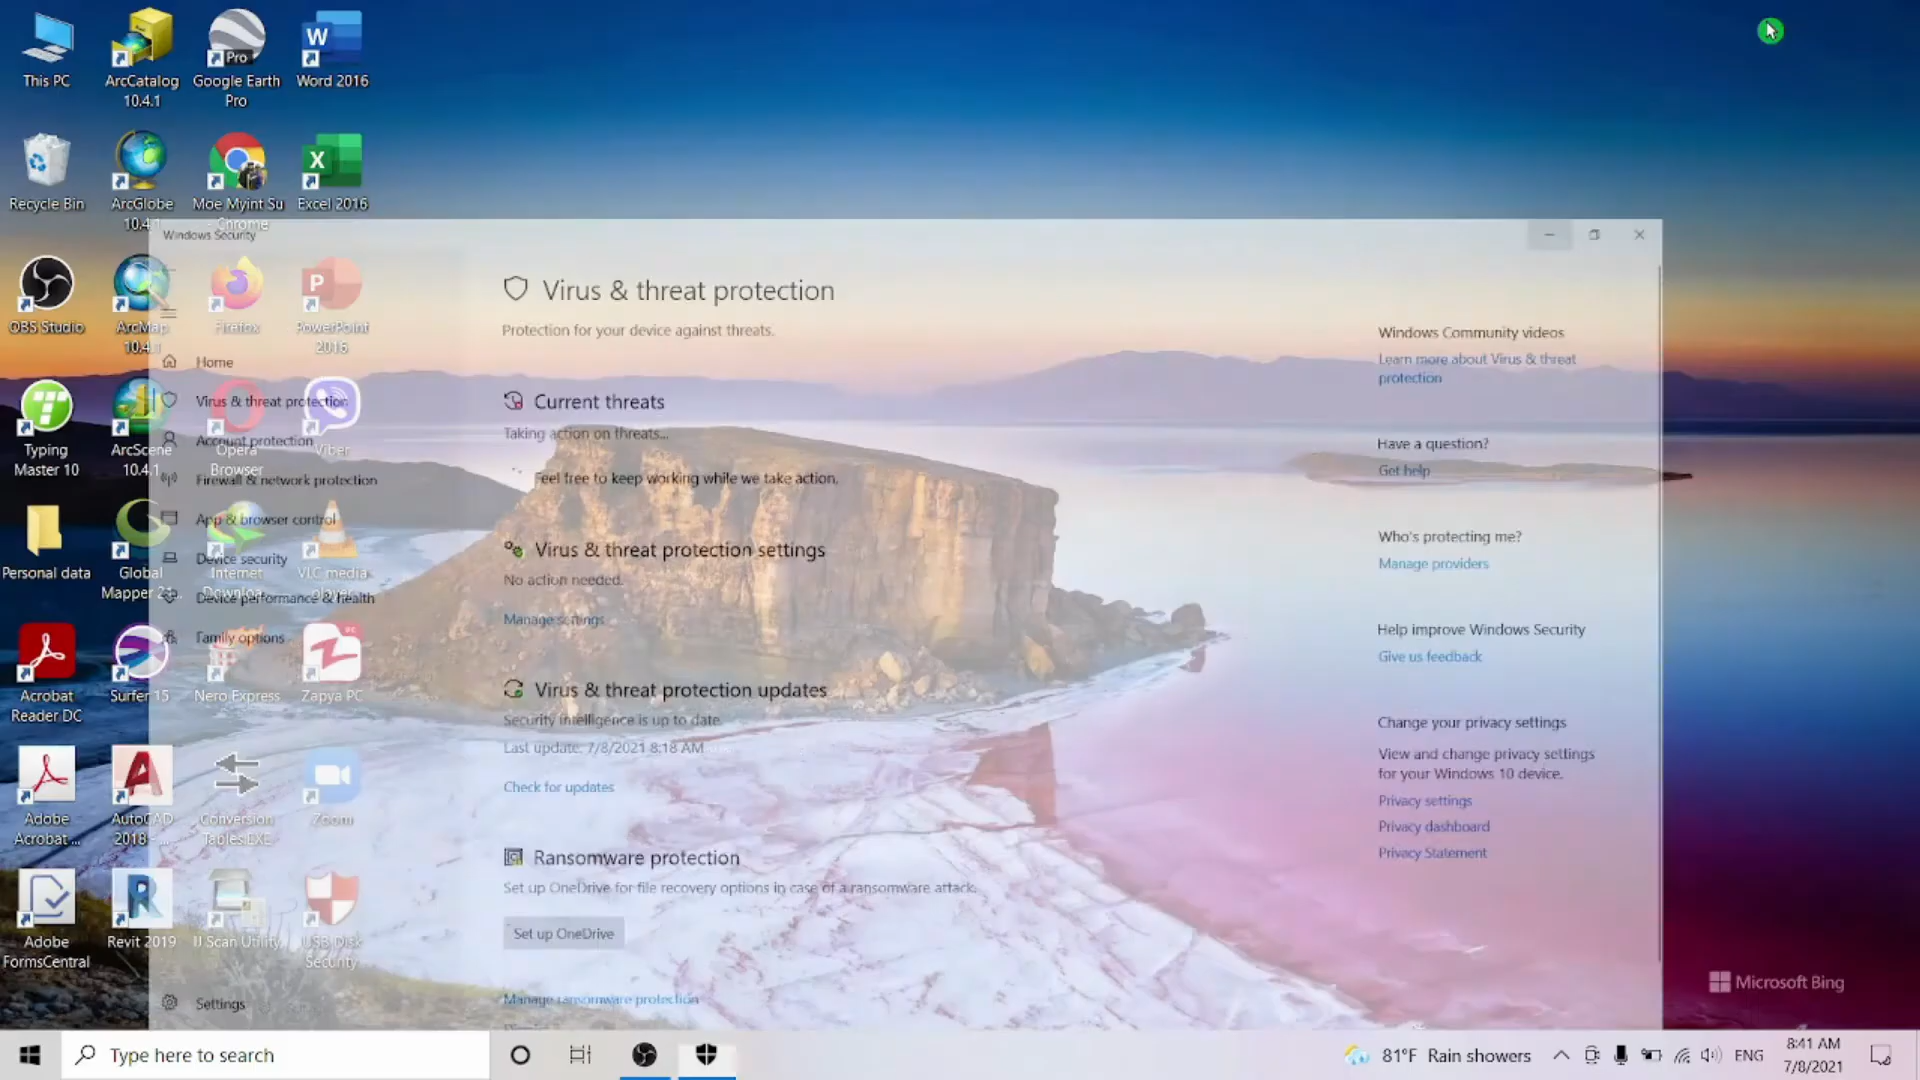 This PC
ArcCatalog
10.4.1
Pro
Google Earth
Pro
W
Word 2016
Recycle Bin
ArcGlobe
10.4.1
Moe Myint Su
- Chrome
X
Excel 2016
Windows Security
OBS Studio
ArcMap
10.4.1
Firefox
P
PowerPoint
2016
Typing
Master 10
ArcScene
10.4.1
Opera
Browser
Viber
Personal data
Global
Mapper 2...
Internet
Downloa...
VLC media
player
Acrobat
Reader DC
Surfer 15
Nero Express
PC
Zapya PC
Adobe
Acrobat ...
AutoCAD
2018 - ...
Conversion
Tables.EXE
Zoom
Adobe
FormsCentral
Revit 2019
IJ Scan Utility
USB Disk
Security
Home
Virus & threat protection
Account protection
Firewall & network protection
App & browser control
Device security
Device performance & health
Family options
Settings
Virus & threat protection
Protection for your device against threats.
Current threats
Taking action on threats...
Feel free to keep working while we take action.
Virus & threat protection settings
No action needed.
Manage settings
Virus & threat protection updates
Security intelligence is up to date.
Last update: 7/8/2021 8:18 AM
Check for updates
Ransomware protection
Set up OneDrive for file recovery options in case of a ransomware attack.
Set up OneDrive
Manage ransomware protection
Windows Community videos
Learn more about Virus & threat
protection
Have a question?
Get help
Who's protecting me?
Manage providers
Help improve Windows Security
Give us feedback
Change your privacy settings
View and change privacy settings
for your Windows 10 device.
Privacy settings
Privacy dashboard
Privacy Statement
Microsoft Bing
Type here to search
81°F Rain showers
ENG
8:41 AM
7/8/2021